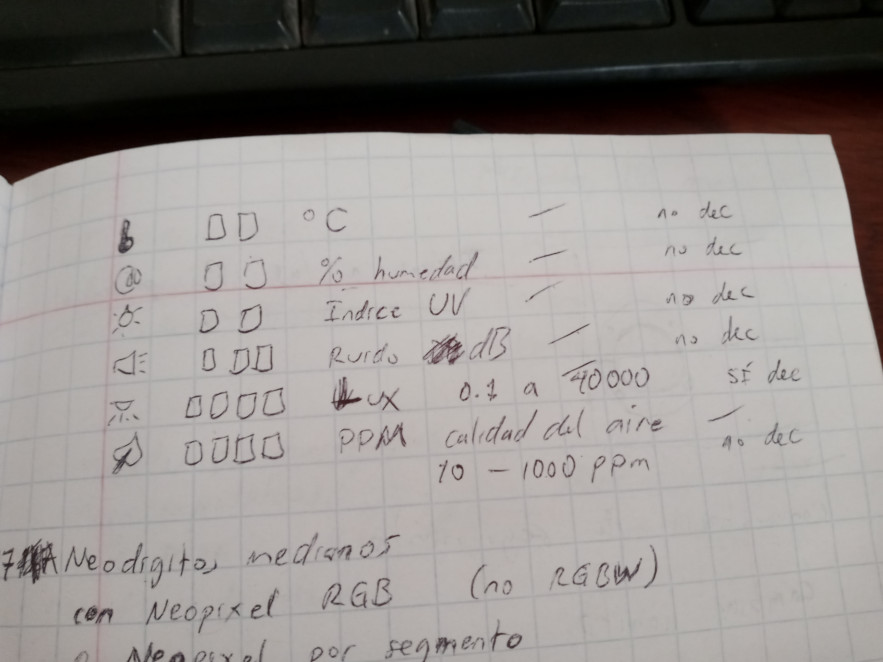 °C — no dec
% humedad — no dec
Indice UV — no dec
Ruido dB — no dec
Lux 0.1 a 40000 sí dec
PPM calidad del aire — no dec
10 - 1000 ppm
Neodigitos medianos
con Neopixel RGB (no RGBW)
Neopixel por segmento